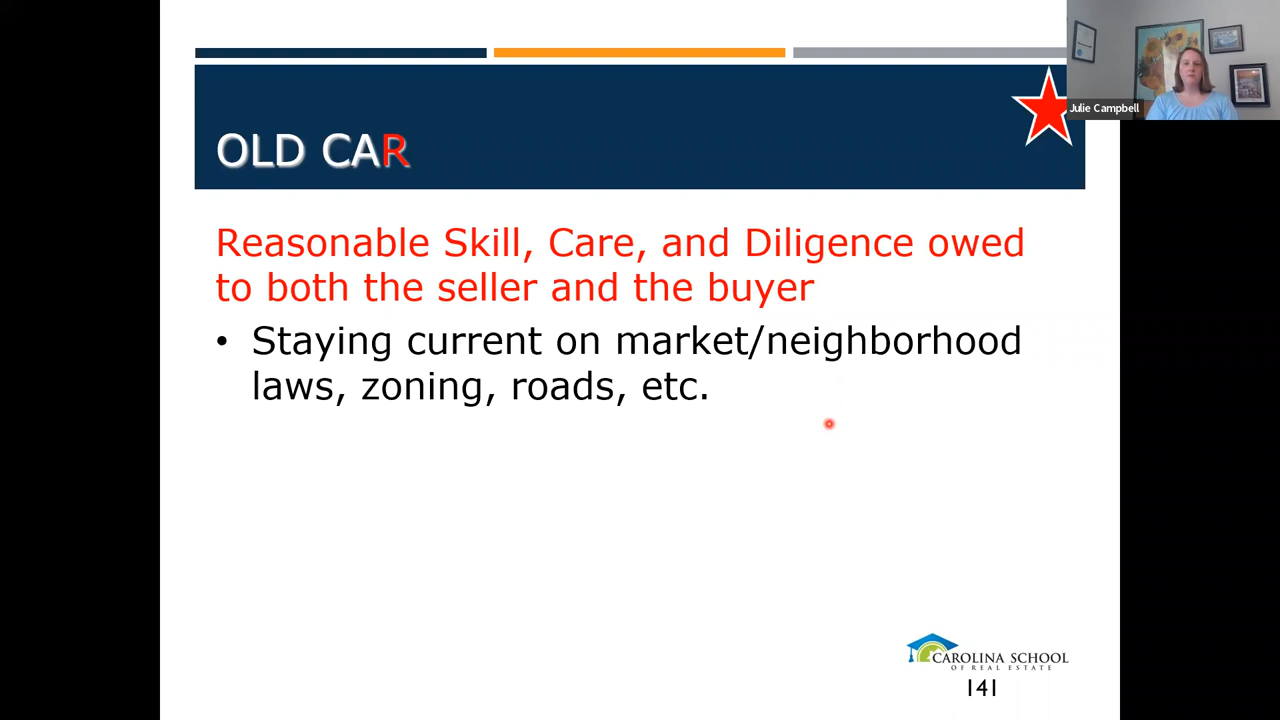 Julie Campbell
OLD CAR
Reasonable Skill, Care, and Diligence owed
to both the seller and the buyer
• Staying current on market/neighborhood
laws, zoning, roads, etc.
CAROLINA SCHOOL
OF REAL ESTATE
141